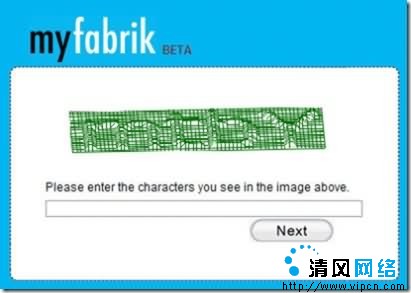 myfabrik BETA
Please enter the characters you see in the image above.
Next
清风网络
http://www.vipcn.com